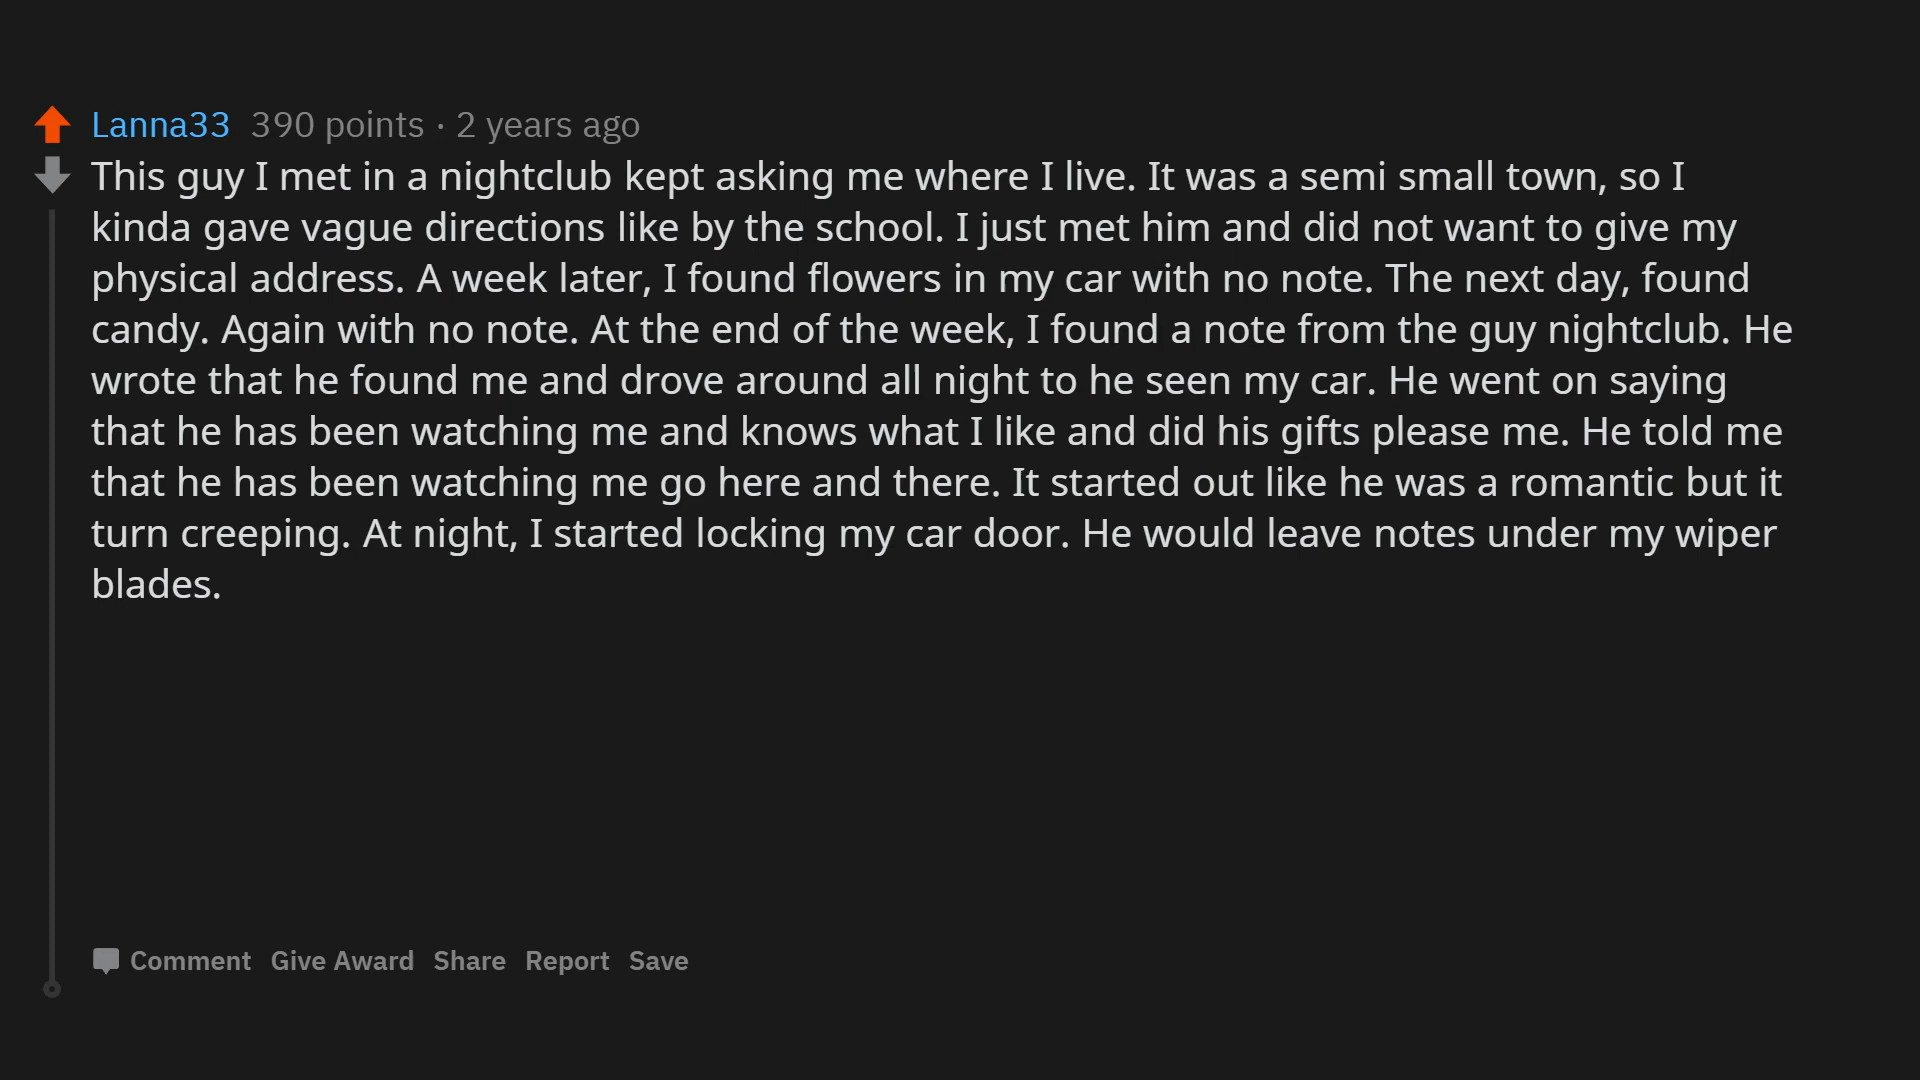 Lanna33 390 points · 2 years ago
This guy I met in a nightclub kept asking me where I live. It was a semi small town, so I
kinda gave vague directions like by the school. I just met him and did not want to give my
physical address. A week later, I found flowers in my car with no note. The next day, found
candy. Again with no note. At the end of the week, I found a note from the guy nightclub. He
wrote that he found me and drove around all night to he seen my car. He went on saying
that he has been watching me and knows what I like and did his gifts please me. He told me
that he has been watching me go here and there. It started out like he was a romantic but it
turn creeping. At night, I started locking my car door. He would leave notes under my wiper
blades.
Comment Give Award Share Report Save